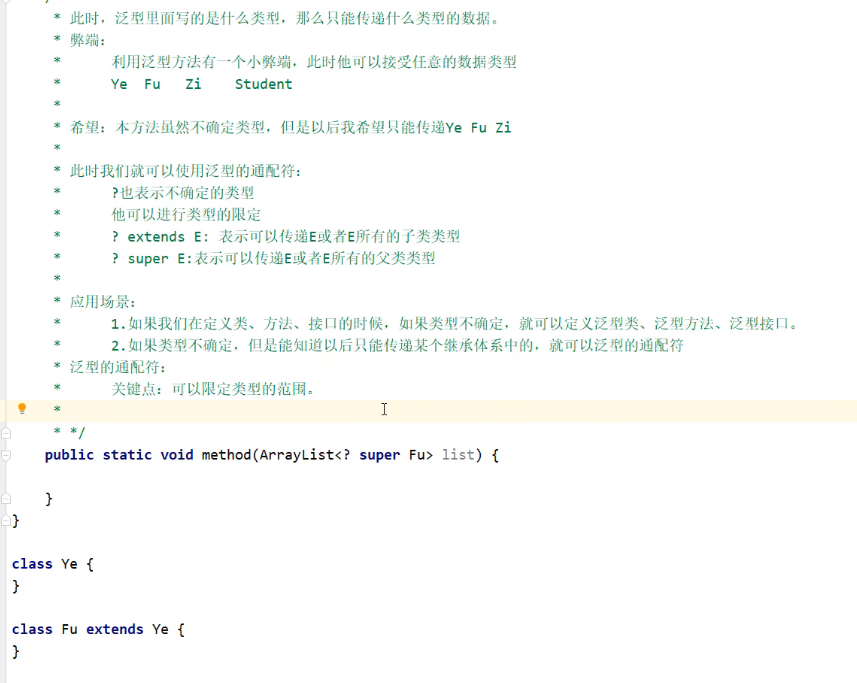 * 此时，泛型里面写的是什么类型，那么只能传递什么类型的数据。
* 弊端：
* 利用泛型方法有一个小弊端，此时他可以接受任意的数据类型
* Ye Fu Zi Student
*
* 希望：本方法虽然不确定类型，但是以后我希望只能传递Ye Fu Zi
*
* 此时我们就可以使用泛型的通配符：
* ?也表示不确定的类型
* 他可以进行类型的限定
* ? extends E: 表示可以传递E或者E所有的子类类型
* ? super E:表示可以传递E或者E所有的父类类型
*
* 应用场景：
* 1.如果我们在定义类、方法、接口的时候，如果类型不确定，就可以定义泛型类、泛型方法、泛型接口。
* 2.如果类型不确定，但是能知道以后只能传递某个继承体系中的，就可以泛型的通配符
* 泛型的通配符：
* 关键点：可以限定类型的范围。
*
* */
public static void method(ArrayList<? super Fu> list) {
}
}
class Ye {
}
class Fu extends Ye {
}